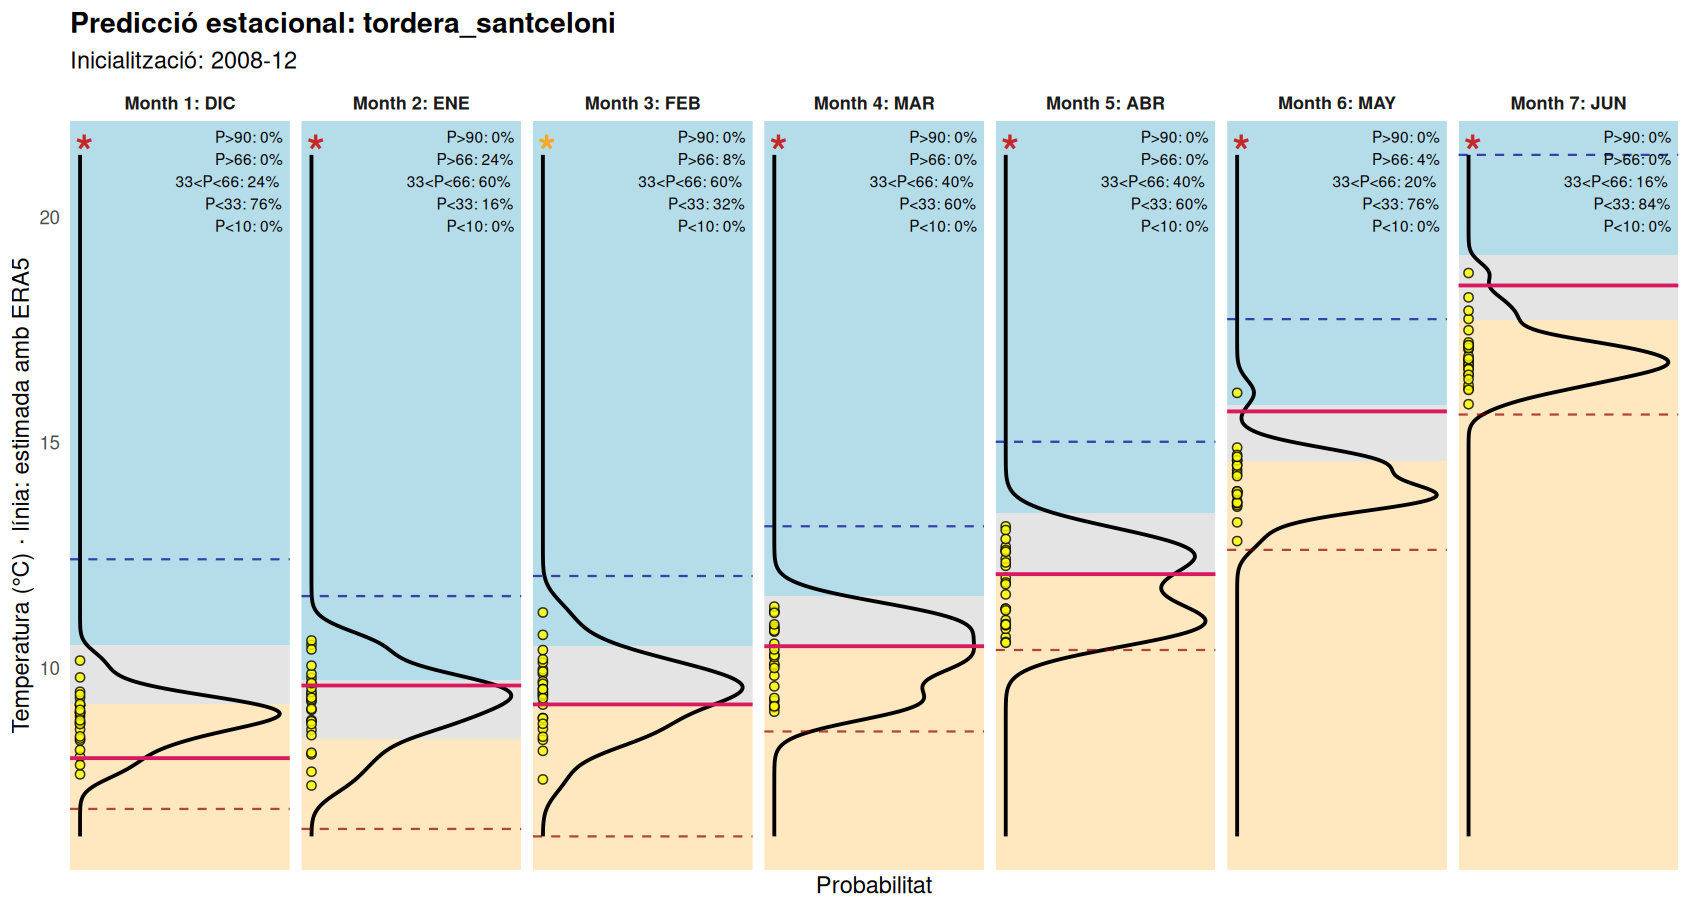 Predicció estacional: tordera_santceloni
Inicialització: 2008-12
Month 1: DIC
Month 2: ENE
Month 3: FEB
Month 4: MAR
Month 5: ABR
Month 6: MAY
Month 7: JUN
P>90: 0%
P>66: 0%
33<P<66: 24%
P<33: 76%
P<10: 0%
P>90: 0%
P>66: 24%
33<P<66: 60%
P<33: 16%
P<10: 0%
P>90: 0%
P>66: 8%
33<P<66: 60%
P<33: 32%
P<10: 0%
P>90: 0%
P>66: 0%
33<P<66: 40%
P<33: 60%
P<10: 0%
P>90: 0%
P>66: 0%
33<P<66: 40%
P<33: 60%
P<10: 0%
P>90: 0%
P>66: 4%
33<P<66: 20%
P<33: 76%
P<10: 0%
P>90: 0%
P>66: 0%
33<P<66: 16%
P<33: 84%
P<10: 0%
20
15
10
Temperatura (°C) · línia: estimada amb ERA5
Probabilitat